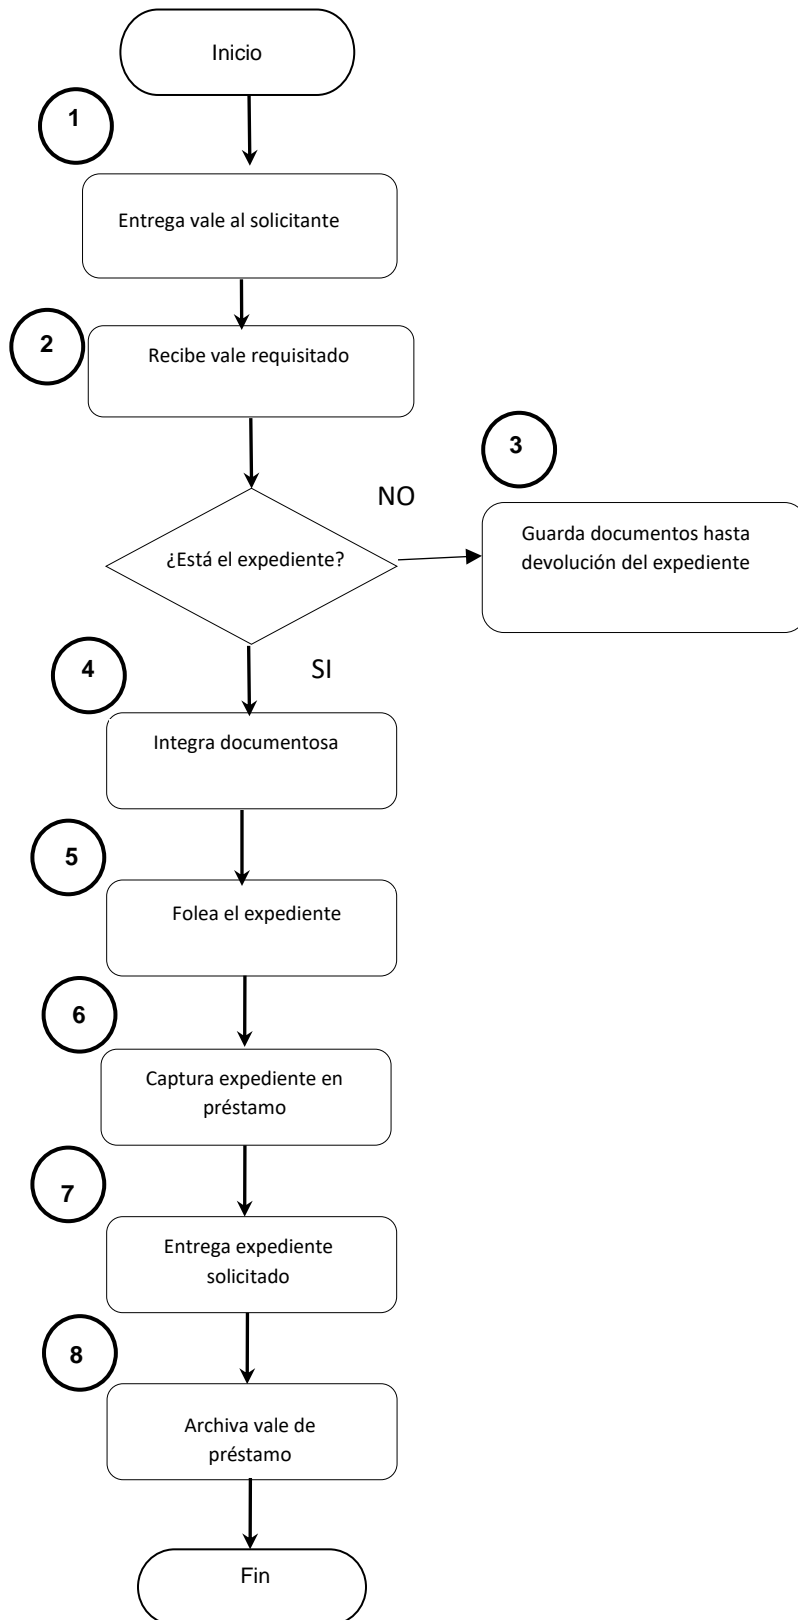 Inicio
1
Entrega vale al solicitante
2
Recibe vale requisitado
3
NO
Guarda documentos hasta
devolución del expediente
¿Está el expediente?
4
SI
Integra documentosa
5
Folea el expediente
6
Captura expediente en
préstamo
7
Entrega expediente
solicitado
8
Archiva vale de
préstamo
Fin